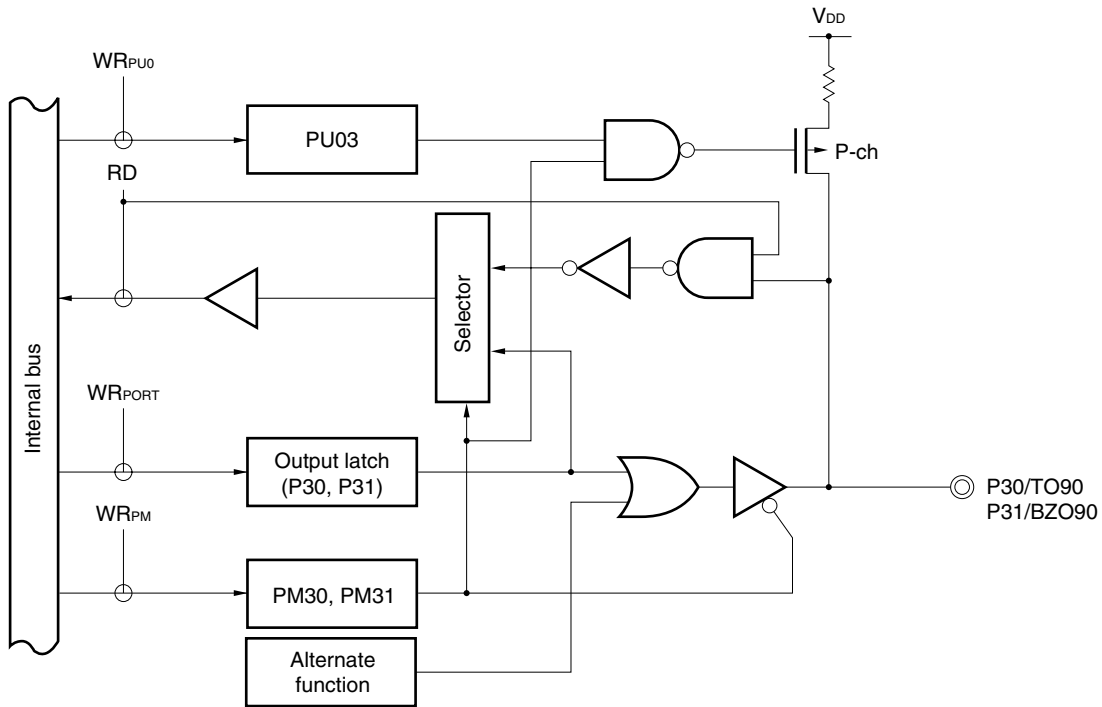 VDD
WRPU0
PU03
P-ch
RD
Selector
Internal bus
WRPORT
Output latch
(P30, P31)
P30/TO90
P31/BZO90
WRPM
PM30, PM31
Alternate
function